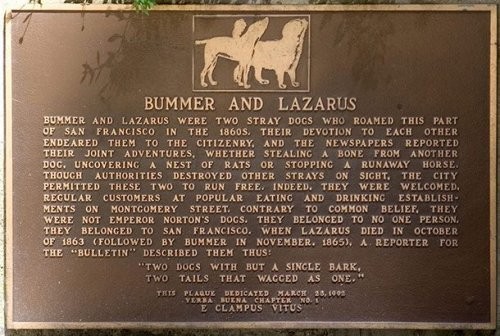 BUMMER AND LAZARUS
BUMMER AND LAZARUS WERE TWO STRAY DOGS WHO ROAMED THIS PART
OF SAN FRANCISCO IN THE 1860S. THEIR DEVOTION TO EACH OTHER
ENDEARED THEM TO THE CITIZENRY, AND THE NEWSPAPERS REPORTED
THEIR JOINT ADVENTURES, WHETHER STEALING A BONE FROM ANOTHER
DOG, UNCOVERING A NEST OF RATS OR STOPPING A RUNAWAY HORSE.
THOUGH AUTHORITIES DESTROYED OTHER STRAYS ON SIGHT, THE CITY
PERMITTED THESE TWO TO RUN FREE. INDEED, THEY WERE WELCOMED,
REGULAR CUSTOMERS AT POPULAR EATING AND DRINKING ESTABLISH-
MENTS ON MONTGOMERY STREET. CONTRARY TO COMMON BELIEF, THEY
WERE NOT EMPEROR NORTON'S DOGS. THEY BELONGED TO NO ONE PERSON.
THEY BELONGED TO SAN FRANCISCO. WHEN LAZARUS DIED IN OCTOBER
OF 1863 (FOLLOWED BY BUMMER IN NOVEMBER, 1865), A REPORTER FOR
THE "BULLETIN" DESCRIBED THEM THUS:
"TWO DOGS WITH BUT A SINGLE BARK,
TWO TAILS THAT WAGGED AS ONE."
THIS PLAQUE DEDICATED MARCH 28, 1992
YERBA BUENA CHAPTER NO. 1
E CLAMPUS VITUS